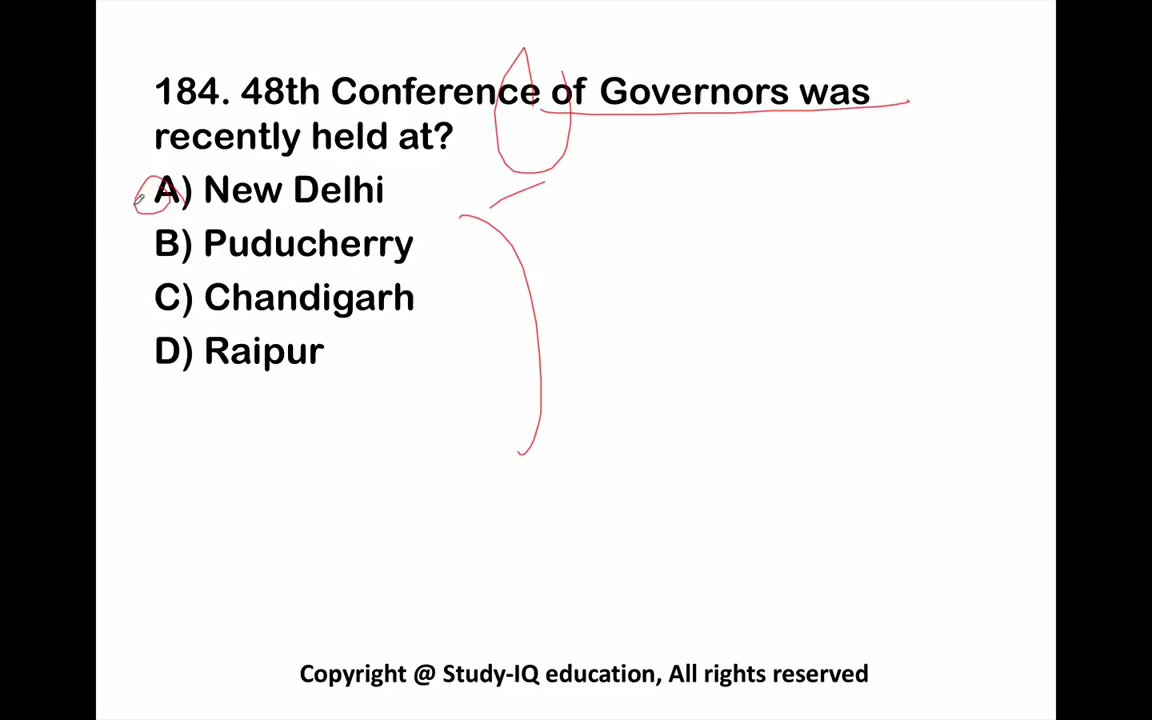 184. 48th Conference of Governors was
recently held at?
A) New Delhi
B) Puducherry
C) Chandigarh
D) Raipur
Copyright @ Study-IQ education, All rights reserved